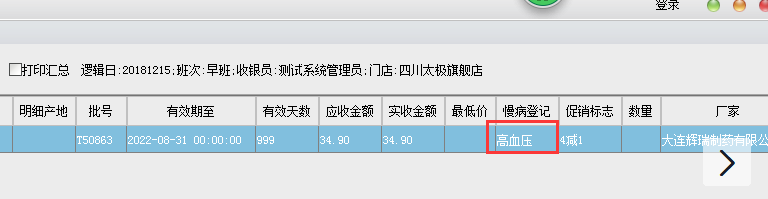 登录
打印汇总 逻辑日:20181215;班次:早班;收银员:测试系统管理员;门店:四川太极旗舰店
明细产地 批号 有效期至 有效天数 应收金额 实收金额 最低价 慢病登记 促销标志 数量 厂家
T50863 2022-08-31 00:00:00 999 34.90 34.90 高血压 4减1 大连辉瑞制药有限公